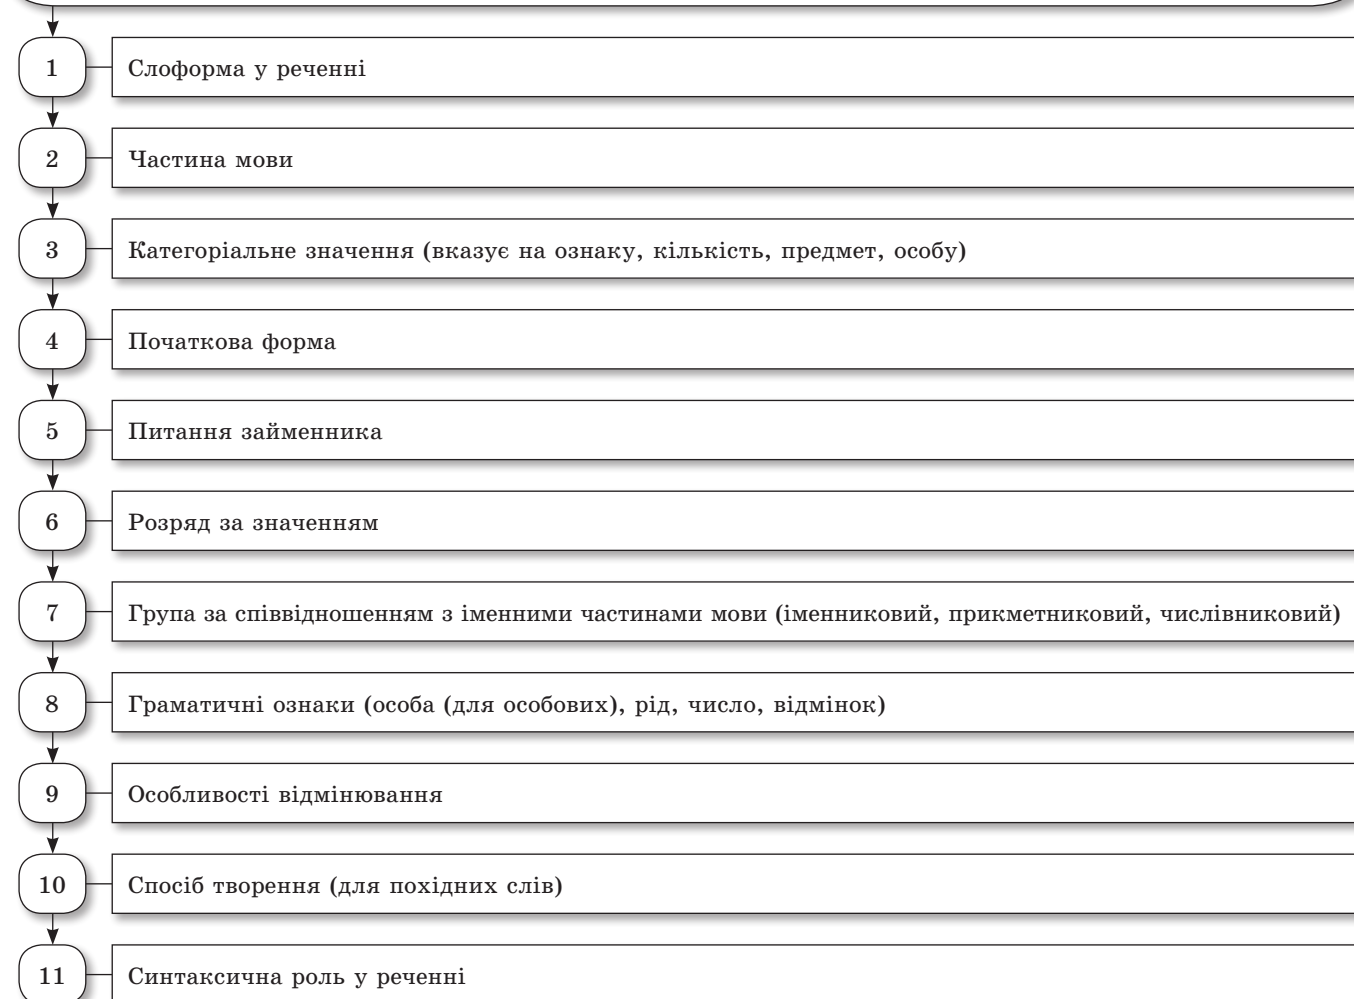 1 Слоформа у реченні
2 Частина мови
3 Категоріальне значення (вказує на ознаку, кількість, предмет, особу)
4 Початкова форма
5 Питання займенника
6 Розряд за значенням
7 Група за співвідношенням з іменними частинами мови (іменниковий, прикметниковий, числівниковий)
8 Граматичні ознаки (особа (для особових), рід, число, відмінок)
9 Особливості відмінювання
10 Спосіб творення (для похідних слів)
11 Синтаксична роль у реченні